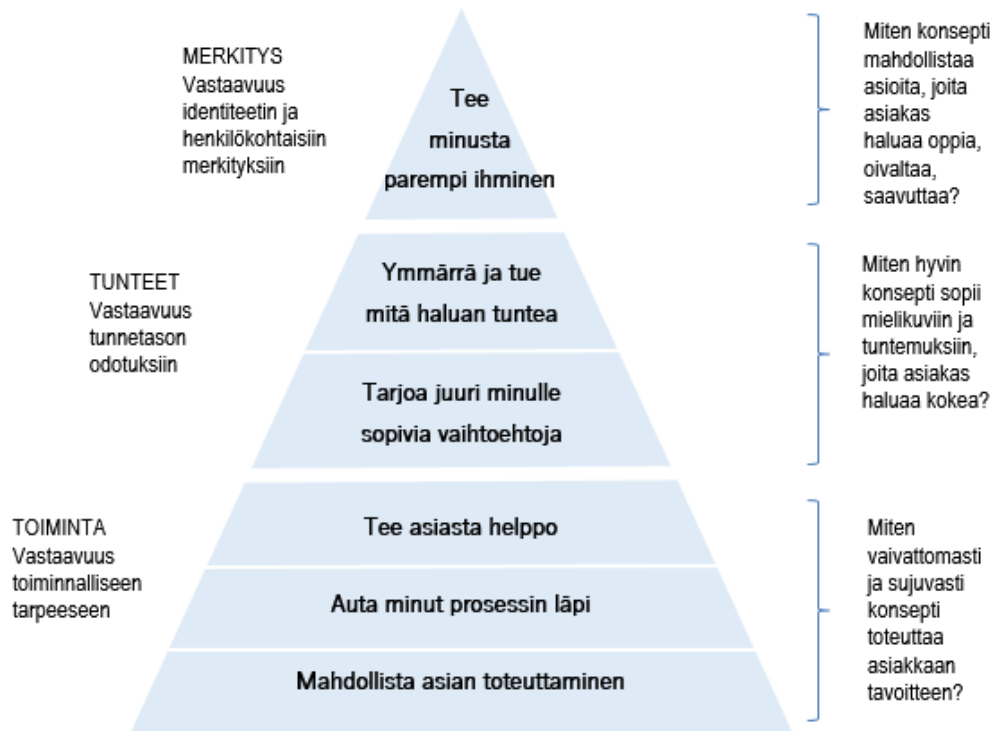 MERKITYS
Vastaavuus
identiteetin ja
henkilökohtaisiin
merkityksiin
Tee
minusta
parempi ihminen
Miten konsepti
mahdollistaa
asioita, joita
asiakas
haluaa oppia,
oivaltaa,
saavuttaa?
TUNTEET
Vastaavuus
tunnetason
odotuksiin
Ymmärrä ja tue
mitä haluan tuntea
Tarjoa juuri minulle
sopivia vaihtoehtoja
Miten hyvin
konsepti sopii
mielikuviin ja
tuntemuksiin,
joita asiakas
haluaa kokea?
TOIMINTA
Vastaavuus
toiminnalliseen
tarpeeseen
Tee asiasta helppo
Auta minut prosessin läpi
Mahdollista asian toteuttaminen
Miten
vaivattomasti
ja sujuvasti
konsepti
toteuttaa
asiakkaan
tavoitteen?